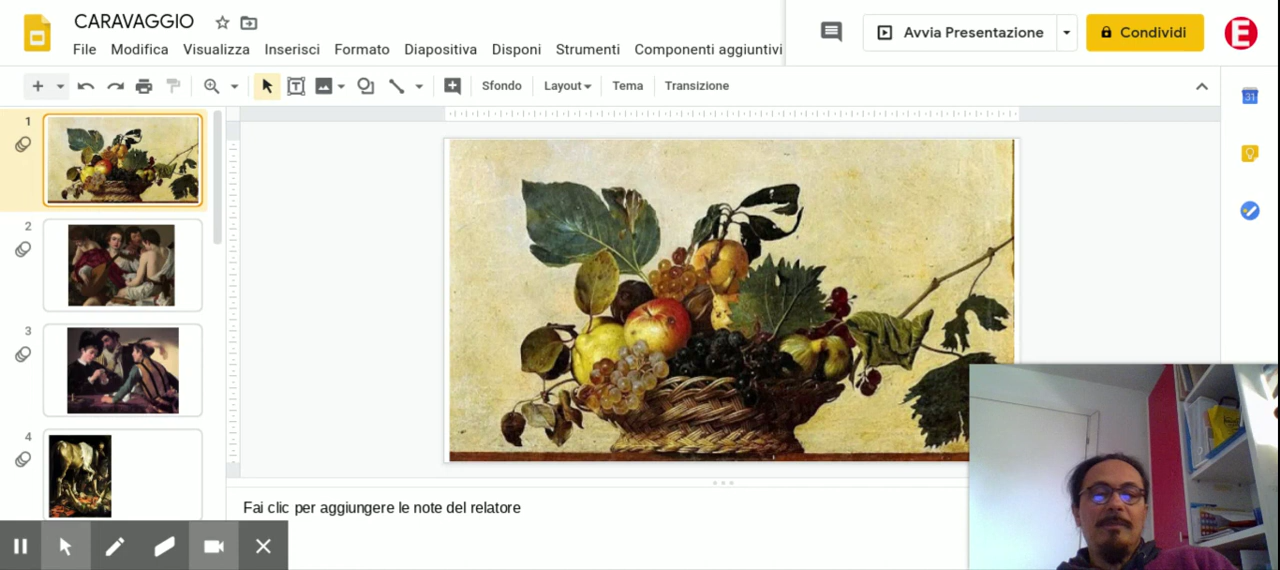 CARAVAGGIO
File Modifica Visualizza Inserisci Formato Diapositiva Disponi Strumenti Componenti aggiuntivi
Avvia Presentazione
Condividi
E
Sfondo Layout Tema Transizione
31
1
2
3
4
Fai clic per aggiungere le note del relatore